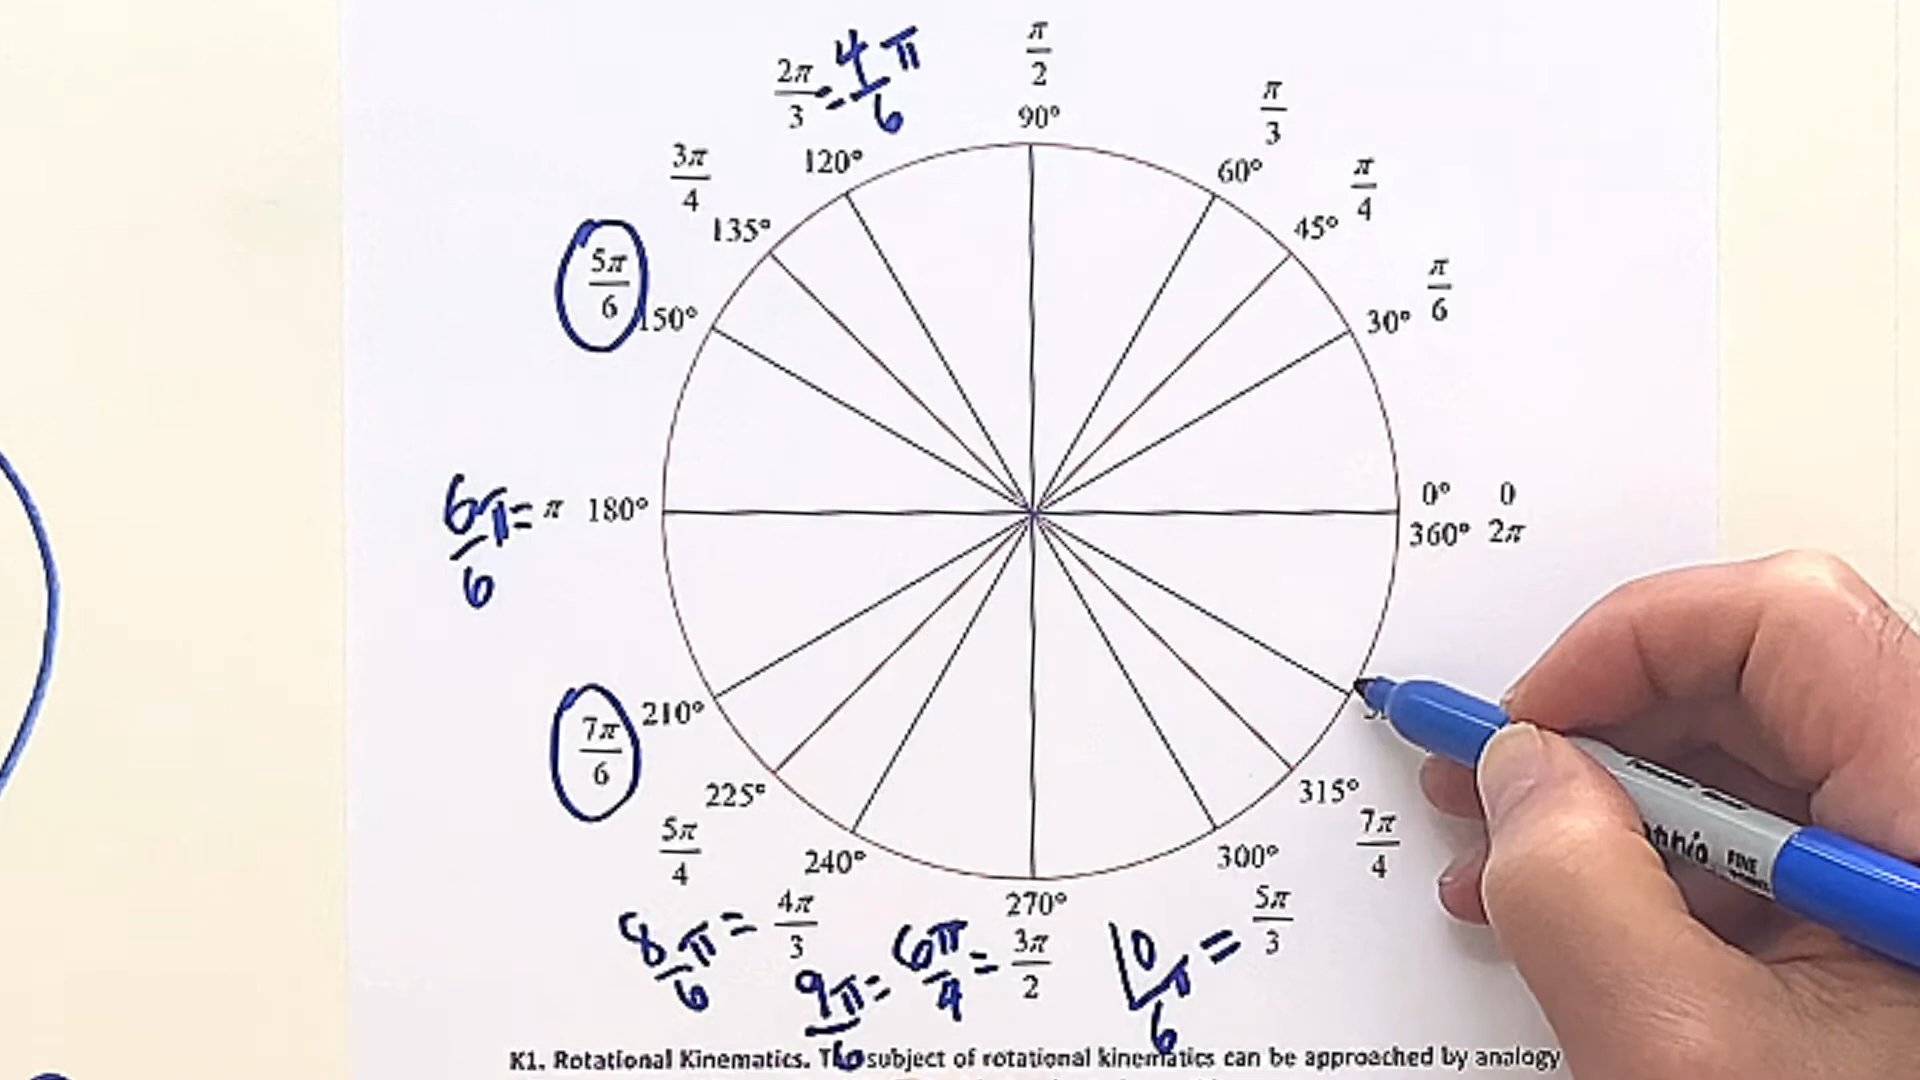 π/2
2π/3 = 4π/6
90°
π/3
120°
60°
3π/4
π/4
135°
45°
5π/6
150°
π/6
30°
6π/6 = π 180°
0° 0
360° 2π
7π/6
210°
225°
315°
5π/4
7π/4
240°
300°
270°
8π/6 = 4π/3
9π/6 = 6π/4 = 3π/2
10π/6 = 5π/3
FINE
K1. Rotational Kinematics. The subject of rotational kinematics can be approached by analogy